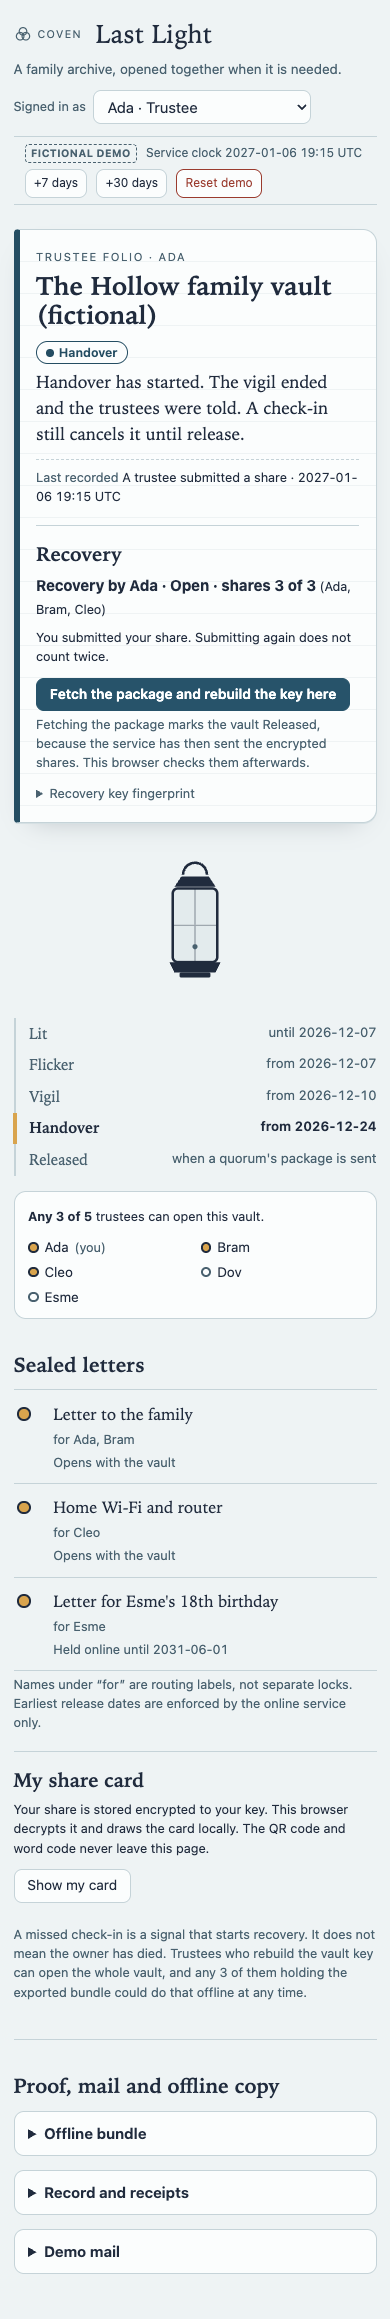 COVEN Last Light
A family archive, opened together when it is needed.
Signed in as Ada · Trustee
FICTIONAL DEMO Service clock 2027-01-06 19:15 UTC
+7 days +30 days Reset demo
TRUSTEE FOLIO · ADA
The Hollow family vault
(fictional)
Handover
Handover has started. The vigil ended
and the trustees were told. A check-in
still cancels it until release.
Last recorded A trustee submitted a share · 2027-01-
06 19:15 UTC
Recovery
Recovery by Ada · Open · shares 3 of 3 (Ada,
Bram, Cleo)
You submitted your share. Submitting again does not
count twice.
Fetch the package and rebuild the key here
Fetching the package marks the vault Released,
because the service has then sent the encrypted
shares. This browser checks them afterwards.
Recovery key fingerprint
Lit until 2026-12-07
Flicker from 2026-12-07
Vigil from 2026-12-10
Handover from 2026-12-24
Released when a quorum's package is sent
Any 3 of 5 trustees can open this vault.
Ada (you) Bram
Cleo Dov
Esme
Sealed letters
Letter to the family
for Ada, Bram
Opens with the vault
Home Wi-Fi and router
for Cleo
Opens with the vault
Letter for Esme's 18th birthday
for Esme
Held online until 2031-06-01
Names under “for” are routing labels, not separate locks.
Earliest release dates are enforced by the online service
only.
My share card
Your share is stored encrypted to your key. This browser
decrypts it and draws the card locally. The QR code and
word code never leave this page.
Show my card
A missed check-in is a signal that starts recovery. It does not
mean the owner has died. Trustees who rebuild the vault key
can open the whole vault, and any 3 of them holding the
exported bundle could do that offline at any time.
Proof, mail and offline copy
Offline bundle
Record and receipts
Demo mail